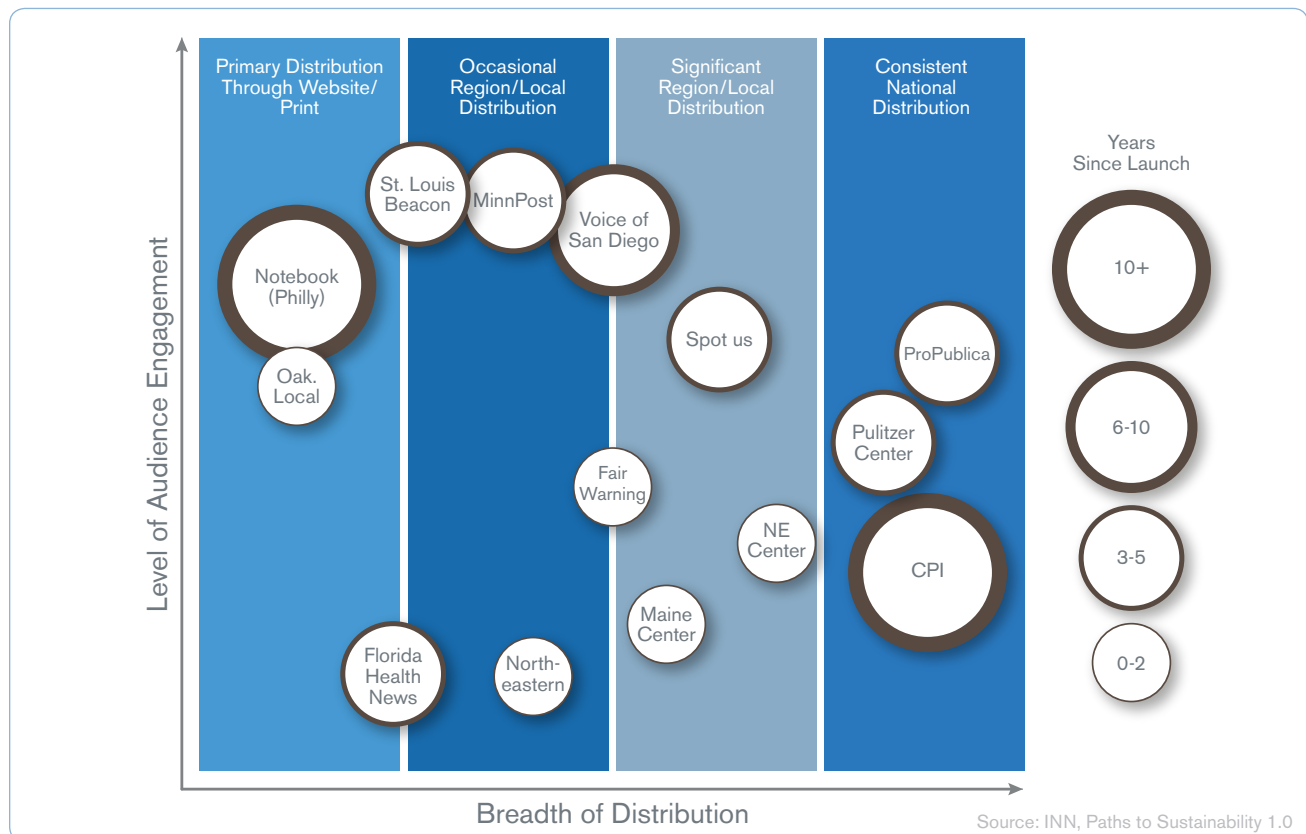 Primary Distribution
Through Website/
Print
Occasional
Region/Local
Distribution
Significant
Region/Local
Distribution
Consistent
National
Distribution
Years
Since Launch
St. Louis
Beacon
MinnPost
Voice of
San Diego
Notebook
(Philly)
Oak.
Local
Spot us
ProPublica
Pulitzer
Center
Fair
Warning
NE
Center
CPI
Maine
Center
Florida
Health
News
North-
eastern
10+
6-10
3-5
0-2
Level of Audience Engagement
Breadth of Distribution
Source: INN, Paths to Sustainability 1.0